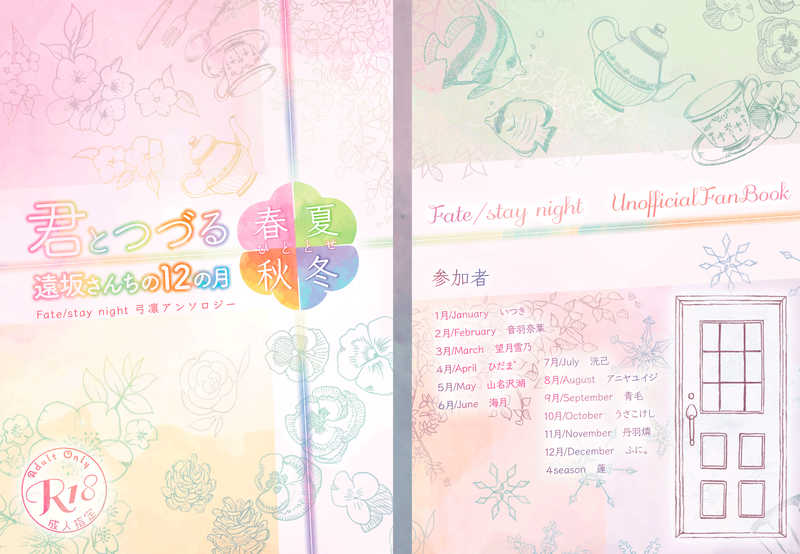 君とつづる
春夏
ひととせ
秋冬
遠坂さんちの12の月
Fate/stay night 弓凛アンソロジー
Adult Only
R18
成人指定
Fate/stay night UnofficialFanBook
参加者
1月/January いつき
2月/February 音羽奈菜
3月/March 望月雪乃
4月/April ひだま
5月/May 山名沢湖
6月/June 海月
7月/July 洸己
8月/August アニヤユイジ
9月/September 青毛
10月/October うさこけし
11月/November 丹羽燐
12月/December ふに。
4season 蓮